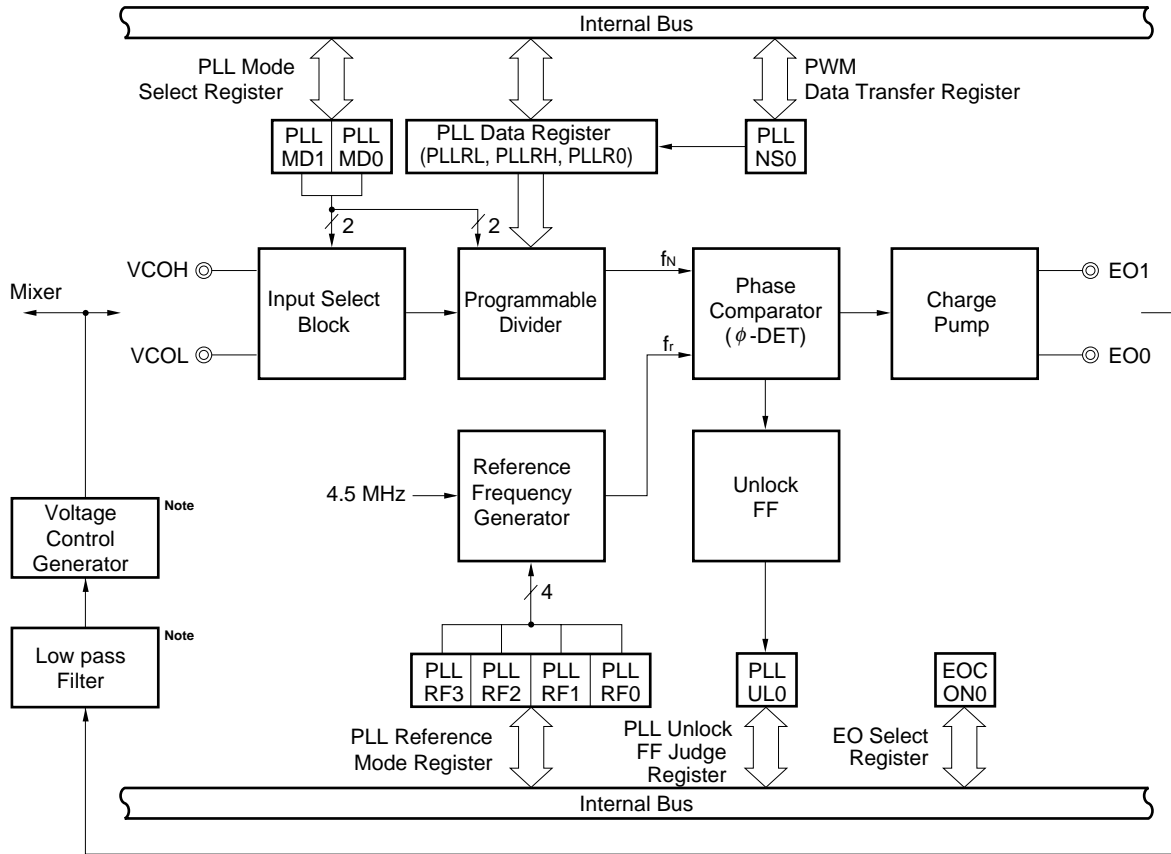 Internal Bus
PLL Mode
Select Register
PWM
Data Transfer Register
PLL
MD1
PLL
MD0
PLL Data Register
(PLLRL, PLLRH, PLLR0)
PLL
NS0
2
2
VCOH
VCOL
Mixer
Input Select
Block
Programmable
Divider
fN
fr
Phase
Comparator
(ϕ-DET)
Charge
Pump
EO1
EO0
4.5 MHz
Reference
Frequency
Generator
Unlock
FF
Voltage
Control
Generator
Note
Low pass
Filter
Note
4
PLL
RF3
PLL
RF2
PLL
RF1
PLL
RF0
PLL
UL0
EOC
ON0
PLL Reference
Mode Register
PLL Unlock
FF Judge
Register
EO Select
Register
Internal Bus